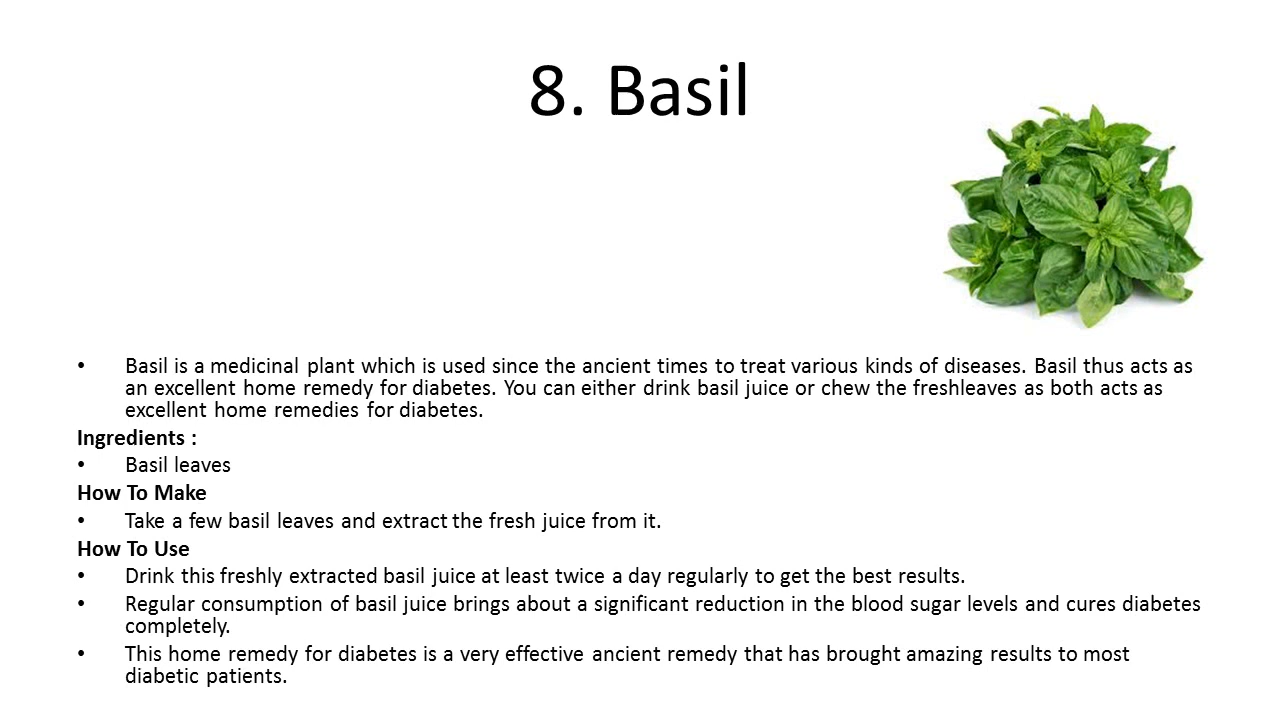 8. Basil
• Basil is a medicinal plant which is used since the ancient times to treat various kinds of diseases. Basil thus acts as
an excellent home remedy for diabetes. You can either drink basil juice or chew the freshleaves as both acts as
excellent home remedies for diabetes.
Ingredients :
• Basil leaves
How To Make
• Take a few basil leaves and extract the fresh juice from it.
How To Use
• Drink this freshly extracted basil juice at least twice a day regularly to get the best results.
• Regular consumption of basil juice brings about a significant reduction in the blood sugar levels and cures diabetes
completely.
• This home remedy for diabetes is a very effective ancient remedy that has brought amazing results to most
diabetic patients.